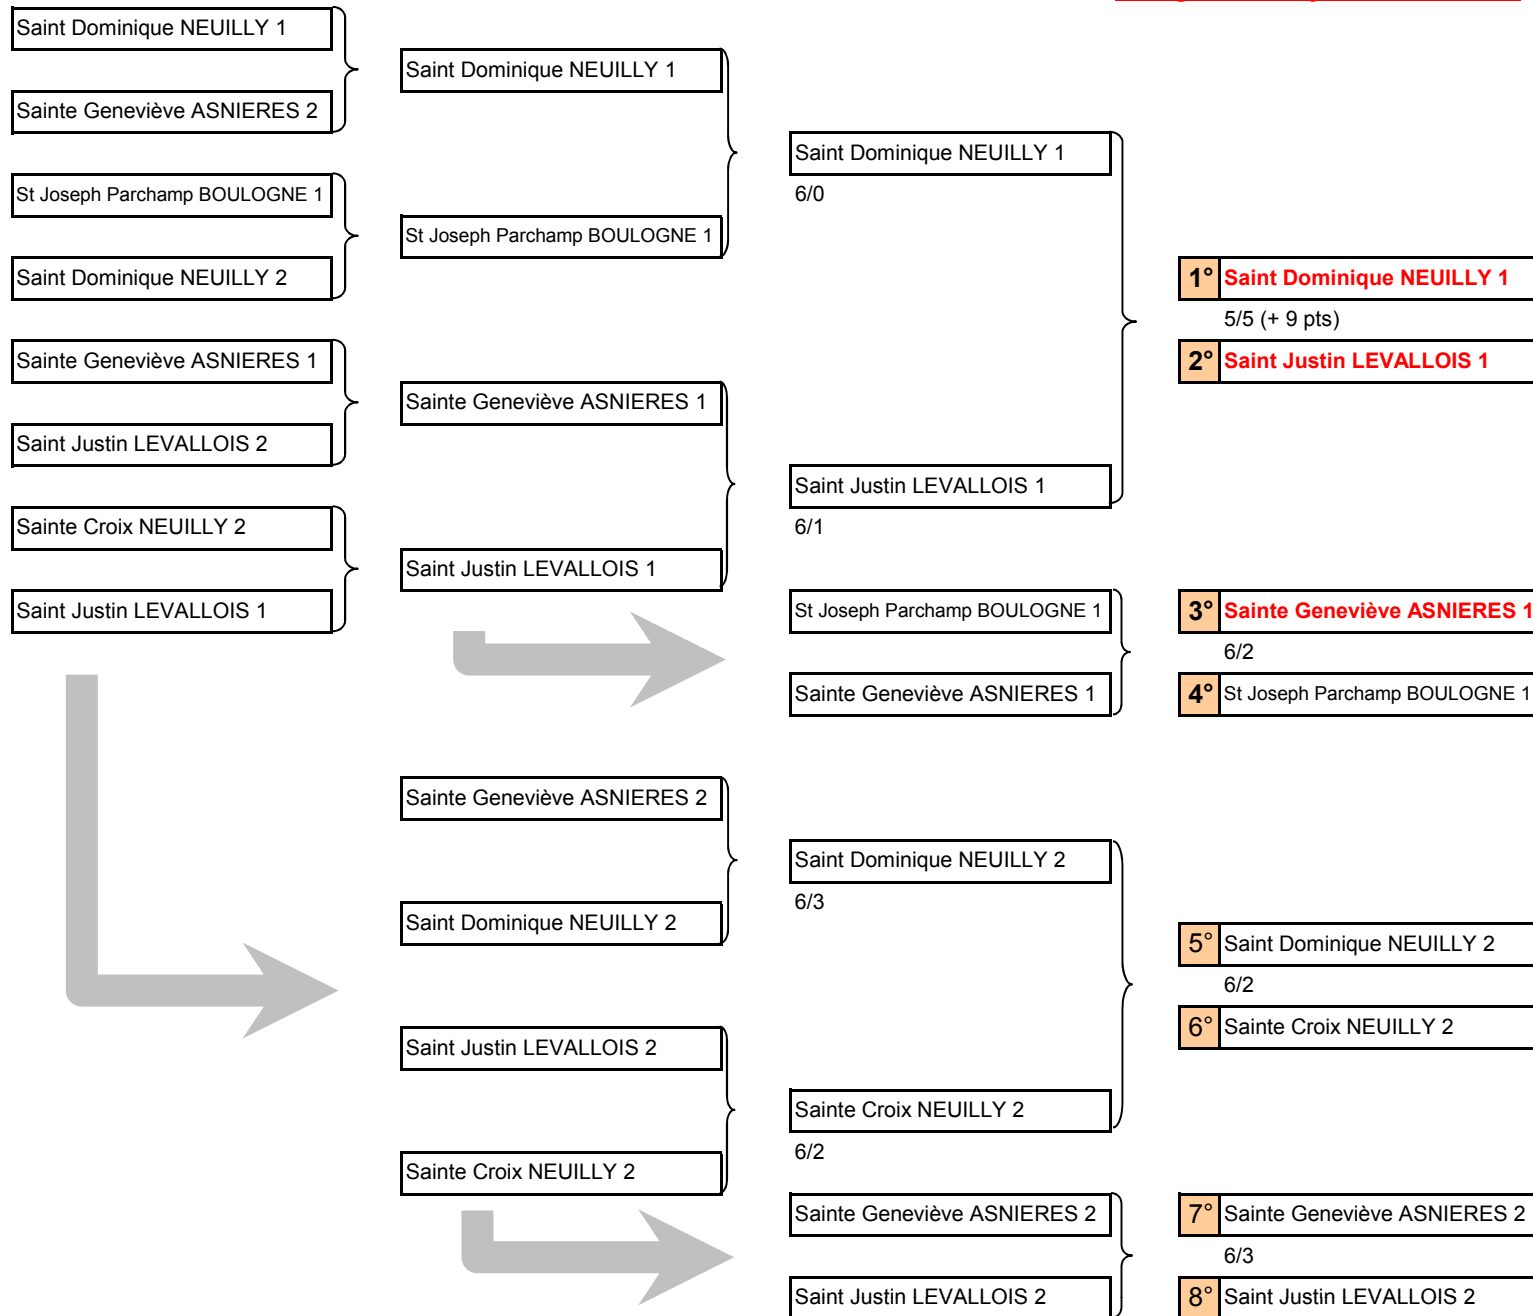 Saint Dominique NEUILLY 1
Sainte Geneviève ASNIERES 2
St Joseph Parchamp BOULOGNE 1
Saint Dominique NEUILLY 2
Sainte Geneviève ASNIERES 1
Saint Justin LEVALLOIS 2
Sainte Croix NEUILLY 2
Saint Justin LEVALLOIS 1
Saint Dominique NEUILLY 1
St Joseph Parchamp BOULOGNE 1
Sainte Geneviève ASNIERES 1
Saint Justin LEVALLOIS 1
Sainte Geneviève ASNIERES 2
Saint Dominique NEUILLY 2
Saint Justin LEVALLOIS 2
Sainte Croix NEUILLY 2
Saint Dominique NEUILLY 1
6/0
Saint Justin LEVALLOIS 1
6/1
St Joseph Parchamp BOULOGNE 1
Sainte Geneviève ASNIERES 1
Saint Dominique NEUILLY 2
6/3
Sainte Croix NEUILLY 2
6/2
Sainte Geneviève ASNIERES 2
Saint Justin LEVALLOIS 2
1° Saint Dominique NEUILLY 1
5/5 (+ 9 pts)
2° Saint Justin LEVALLOIS 1
3° Sainte Geneviève ASNIERES 1
6/2
4° St Joseph Parchamp BOULOGNE 1
5° Saint Dominique NEUILLY 2
6/2
6° Sainte Croix NEUILLY 2
7° Sainte Geneviève ASNIERES 2
6/3
8° Saint Justin LEVALLOIS 2